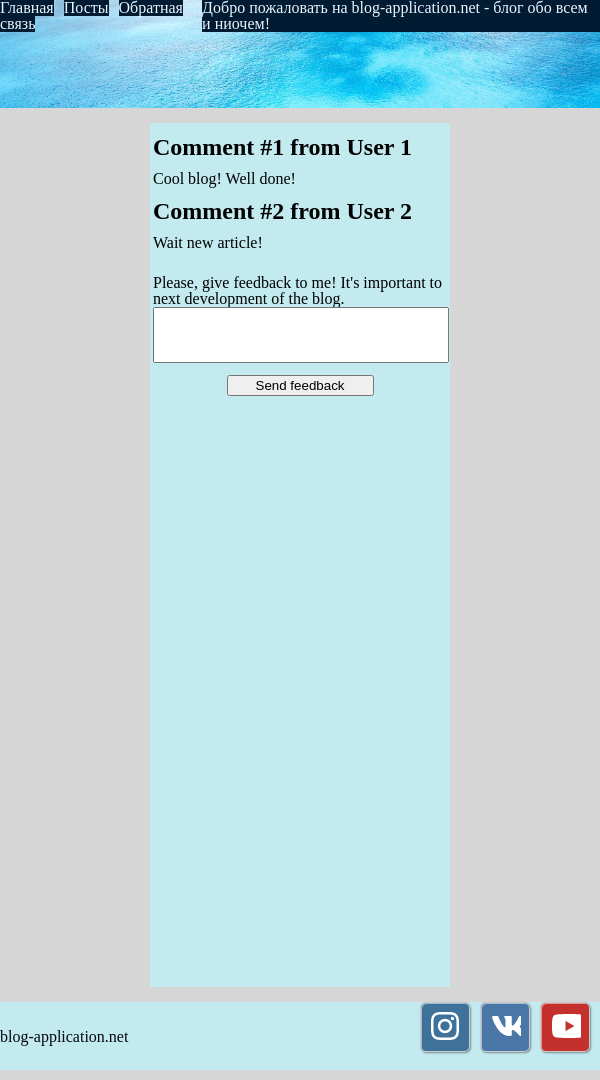 Главная Посты Обратная
связь
Добро пожаловать на blog-application.net - блог обо всем
и ниочем!
Comment #1 from User 1
Cool blog! Well done!
Comment #2 from User 2
Wait new article!
Please, give feedback to me! It's important to
next development of the blog.
Send feedback
blog-application.net